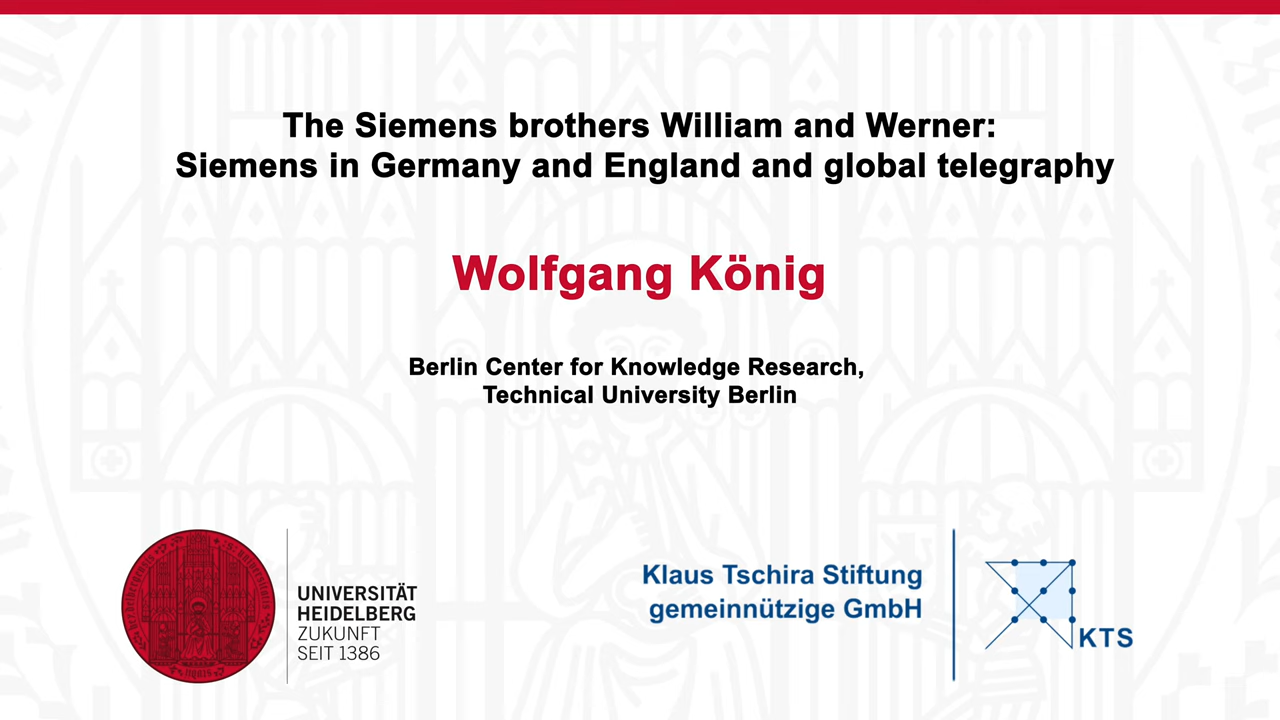 The Siemens brothers William and Werner:
Siemens in Germany and England and global telegraphy
Wolfgang König
Berlin Center for Knowledge Research,
Technical University Berlin
UNIVERSITÄT
HEIDELBERG
ZUKUNFT
SEIT 1386
Klaus Tschira Stiftung
gemeinnützige GmbH
KTS